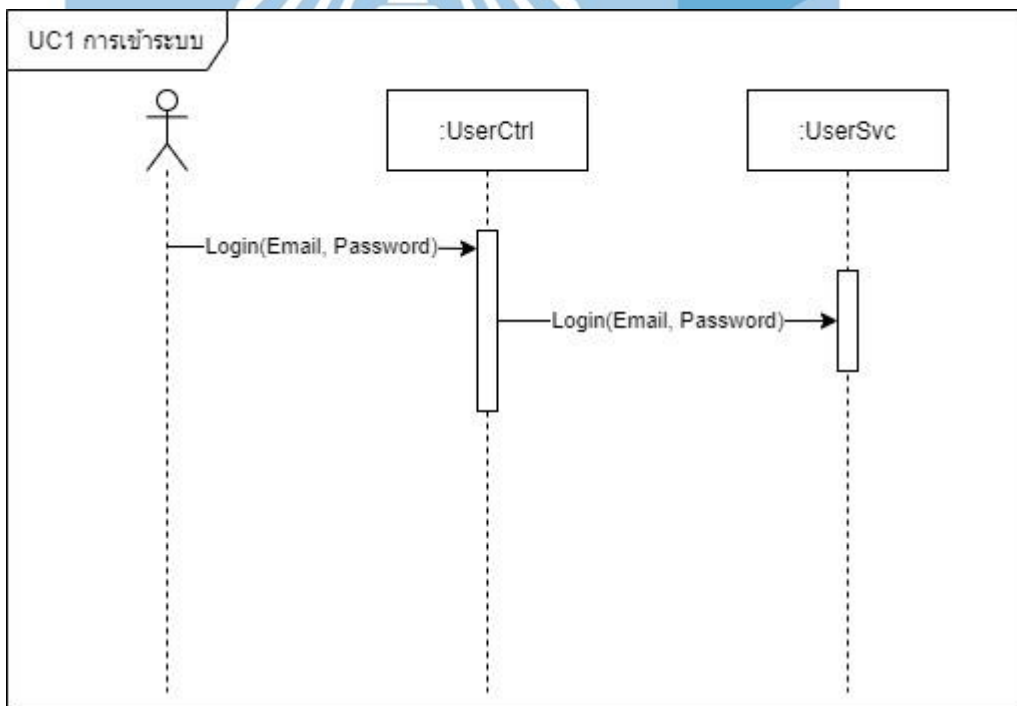 UC1 การเข้าระบบ
:UserCtrl
:UserSvc
Login(Email, Password)
Login(Email, Password)